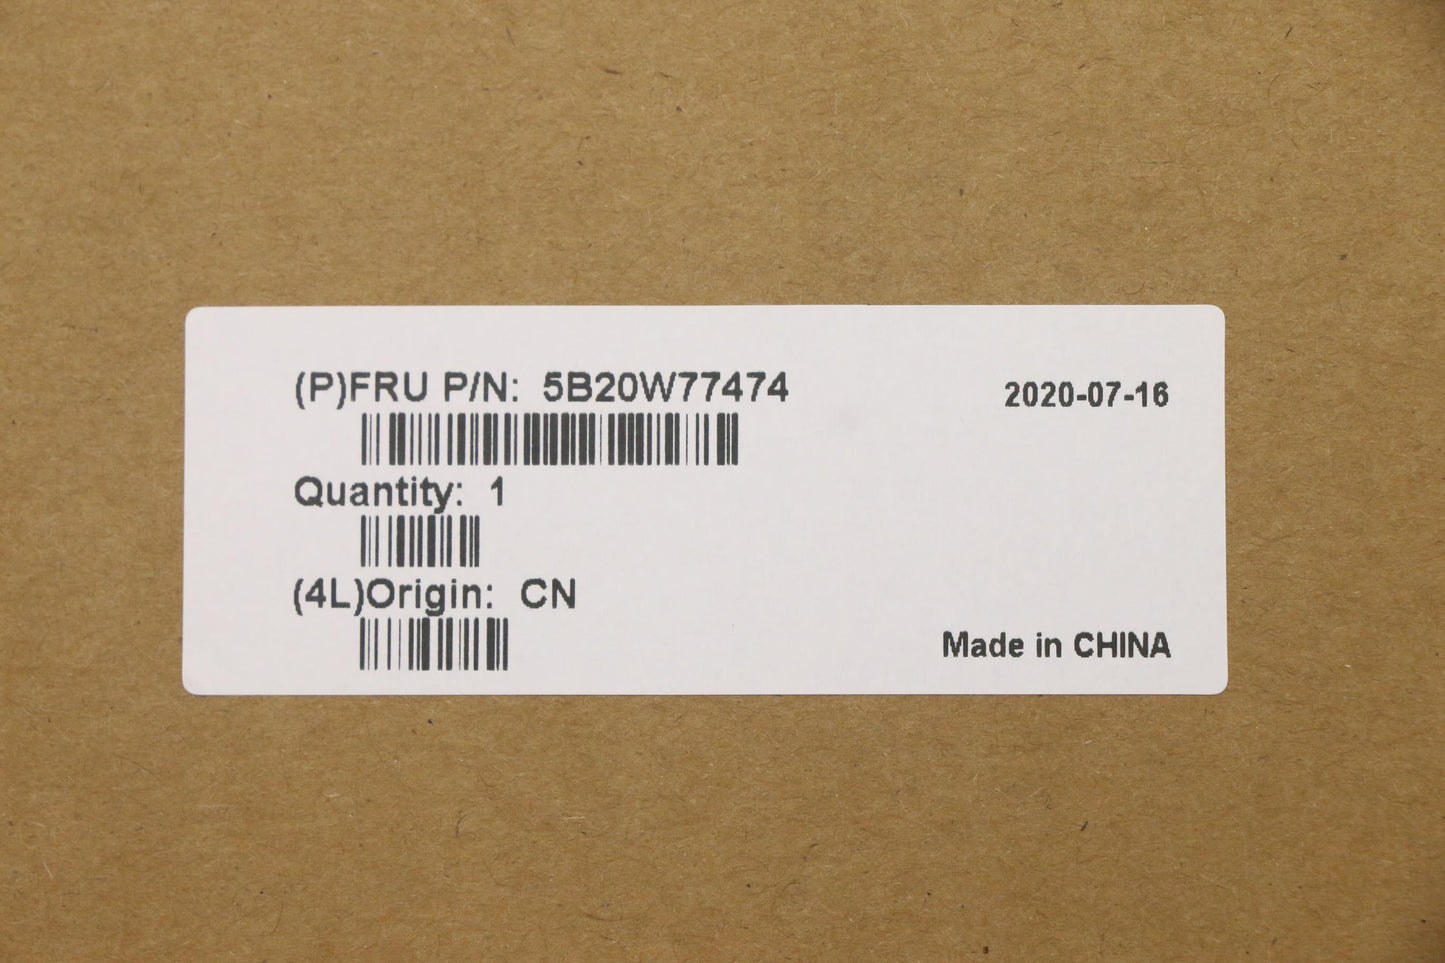 (P)FRU P/N: 5B20W77474
2020-07-16
Quantity: 1
(4L)Origin: CN
Made in CHINA